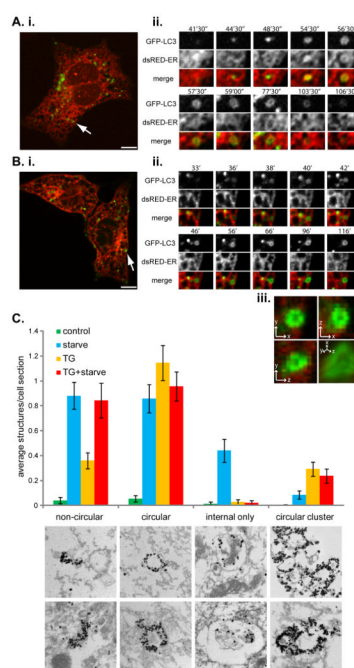 A. i.
ii.
41'30" 44'30" 48'30" 54'30" 56'30"
GFP-LC3
dsRED-ER
merge
57'30" 59'00" 77'30" 103'30" 106'30"
GFP-LC3
dsRED-ER
merge
B. i.
ii.
33' 36' 38' 40' 42'
GFP-LC3
dsRED-ER
merge
46' 56' 66' 96' 116'
GFP-LC3
dsRED-ER
merge
iii.
y x z x
y z
C
control
starve
TG
TG+starve
average structures/cell section
1.4
1.2
1
0.8
0.6
0.4
0.2
0
non-circular circular internal only circular cluster